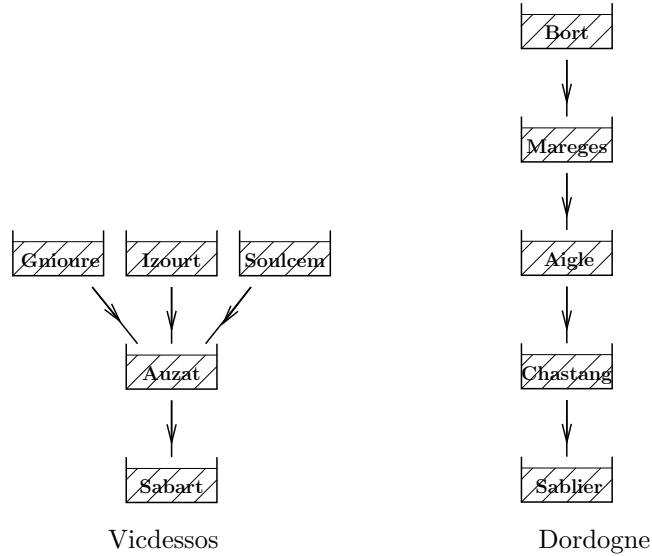 Bort
Mareges
Gnioure Izourt Soulcem Aigle
Auzat Chastang
Sabart Sablier
Vicdessos Dordogne